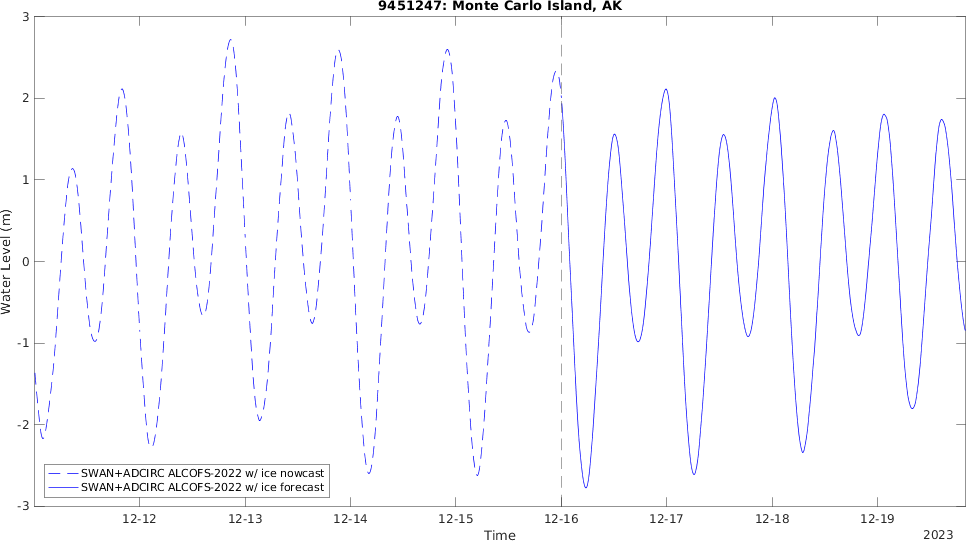 9451247: Monte Carlo Island, AK
3
2
1
0
-1
-2
-3
Water Level (m)
SWAN+ADCIRC ALCOFS-2022 w/ ice nowcast
SWAN+ADCIRC ALCOFS-2022 w/ ice forecast
12-12 12-13 12-14 12-15 12-16 12-17 12-18 12-19
Time
2023